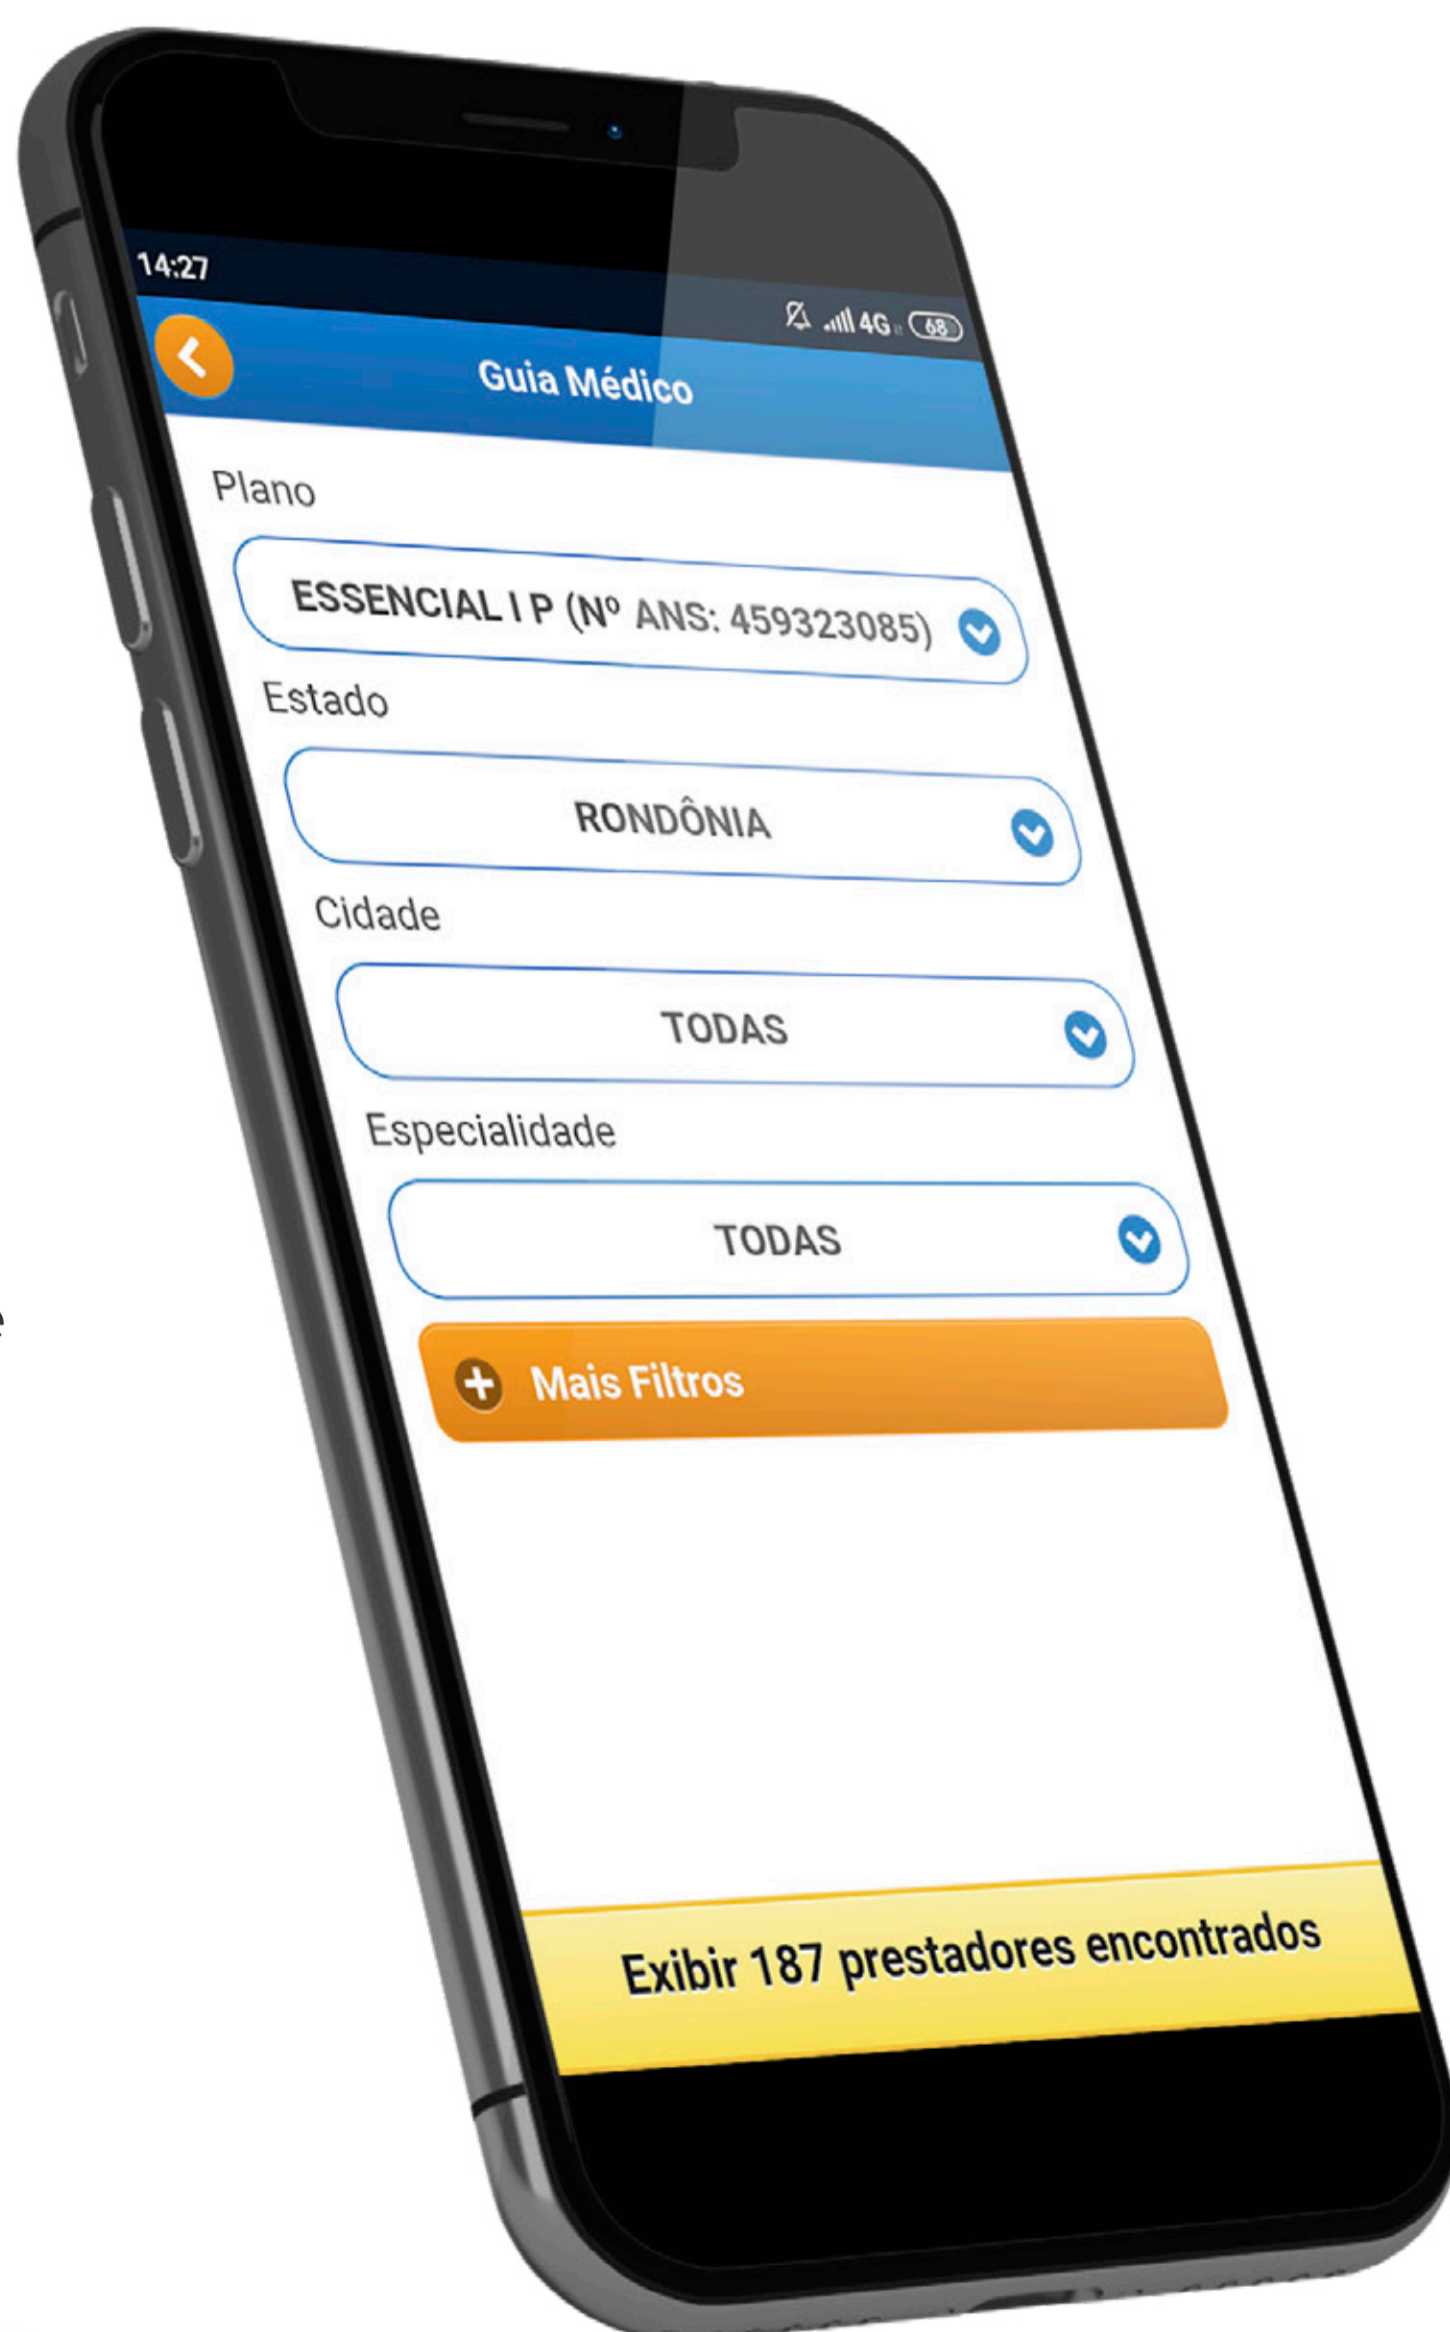 14:27
4G 68
Guia Médico
Plano
ESSENCIAL I P (Nº ANS: 459323085)
Estado
RONDÔNIA
Cidade
TODAS
Especialidade
TODAS
e
Mais Filtros
Exibir 187 prestadores encontrados